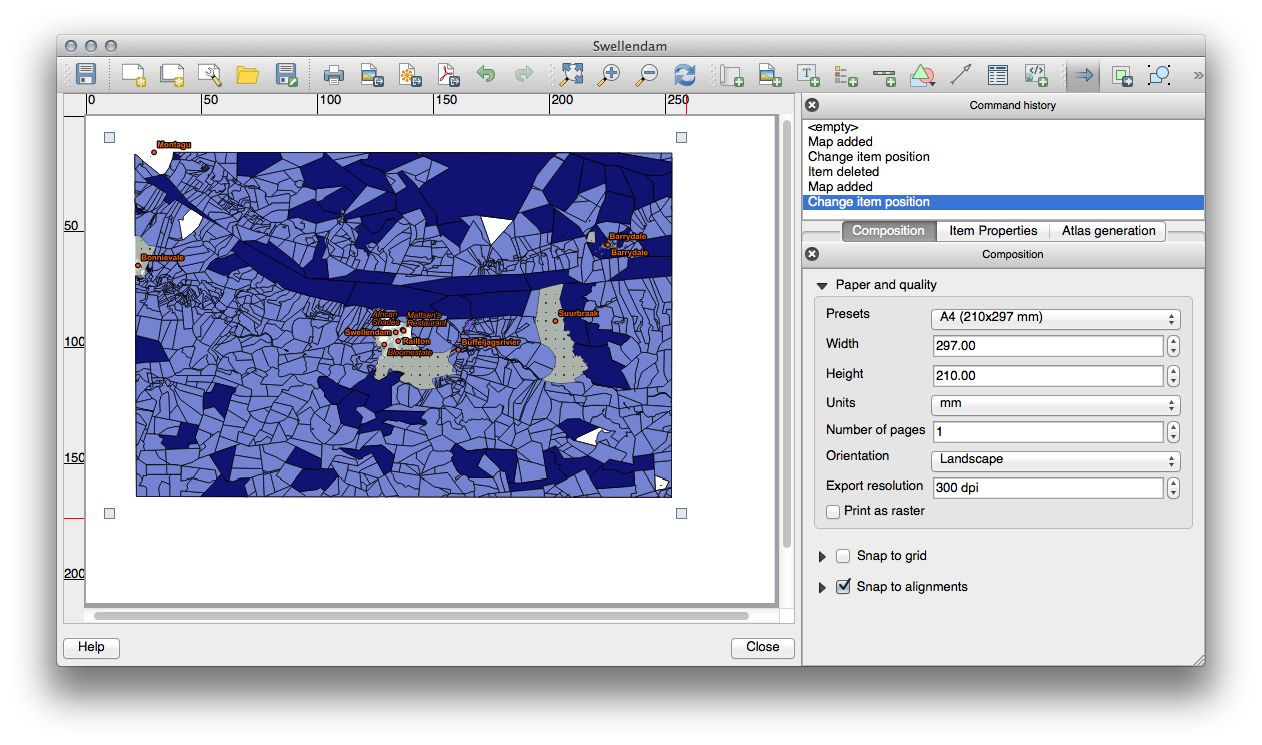 Swellendam
0 50 100 150 200 250
50
100
150
200
Montagu
Bonnievale
Barrydale
Barrydale
Suurbraak
African
Shades
Mattsen's
Restaurant
Swellendam
Railton
Bloomestate
Buffeljagsrivier
Help
Close
Command history
<empty>
Map added
Change item position
Item deleted
Map added
Change item position
Composition Item Properties Atlas generation
Composition
Paper and quality
Presets A4 (210x297 mm)
Width 297.00
Height 210.00
Units mm
Number of pages 1
Orientation Landscape
Export resolution 300 dpi
Print as raster
Snap to grid
Snap to alignments